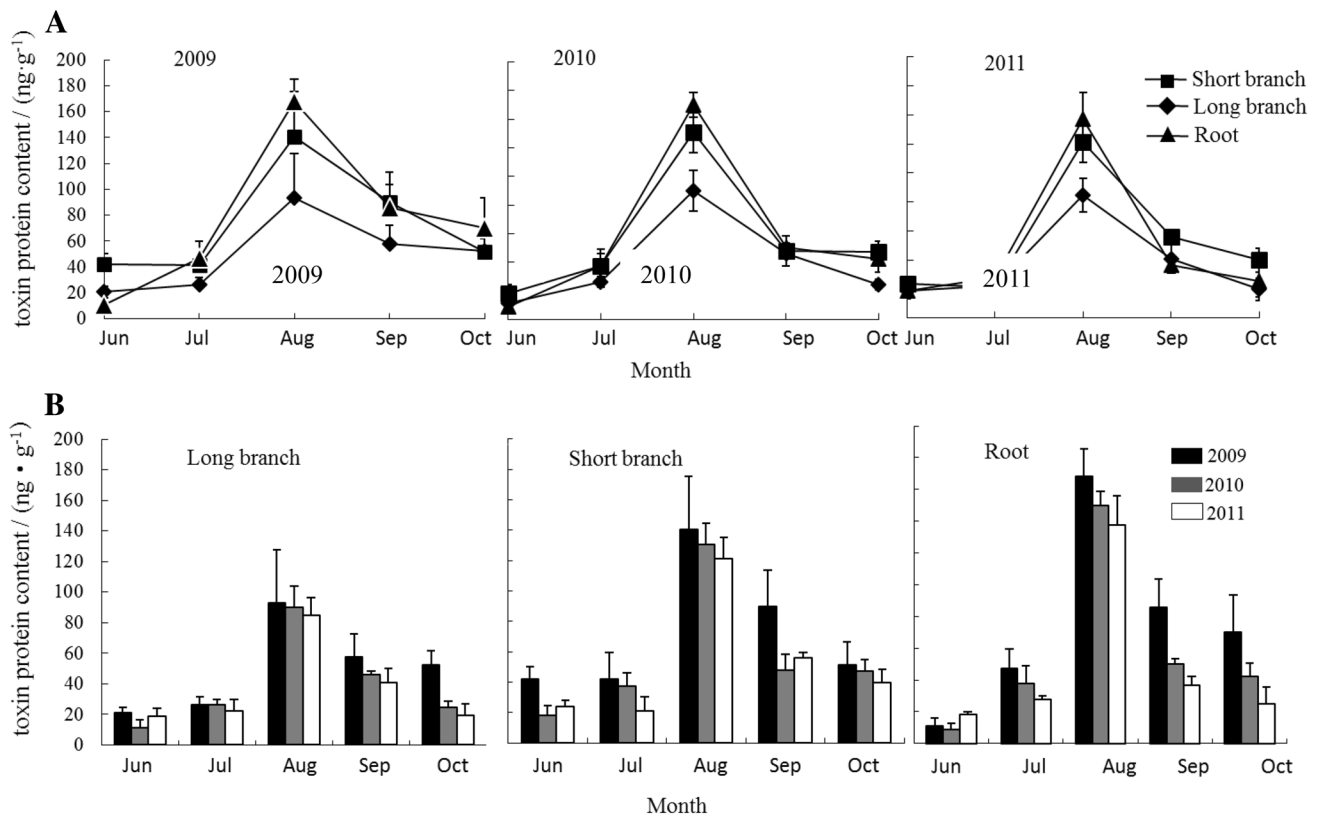 A
toxin protein content / (ng·g-1)
200
180
160
140
120
100
80
60
40
20
0
2009
2009
Jun Jul Aug Sep Oct
2010
2010
Jun Jul Aug Sep Oct
2011
2011
Jun Jul Aug Sep Oct
Short branch
Long branch
Root
Month
B
toxin protein content / (ng • g-1)
200
180
160
140
120
100
80
60
40
20
0
Long branch
Jun Jul Aug Sep Oct
Short branch
Jun Jul Aug Sep Oct
Root
Jun Jul Aug Sep Oct
2009
2010
2011
Month